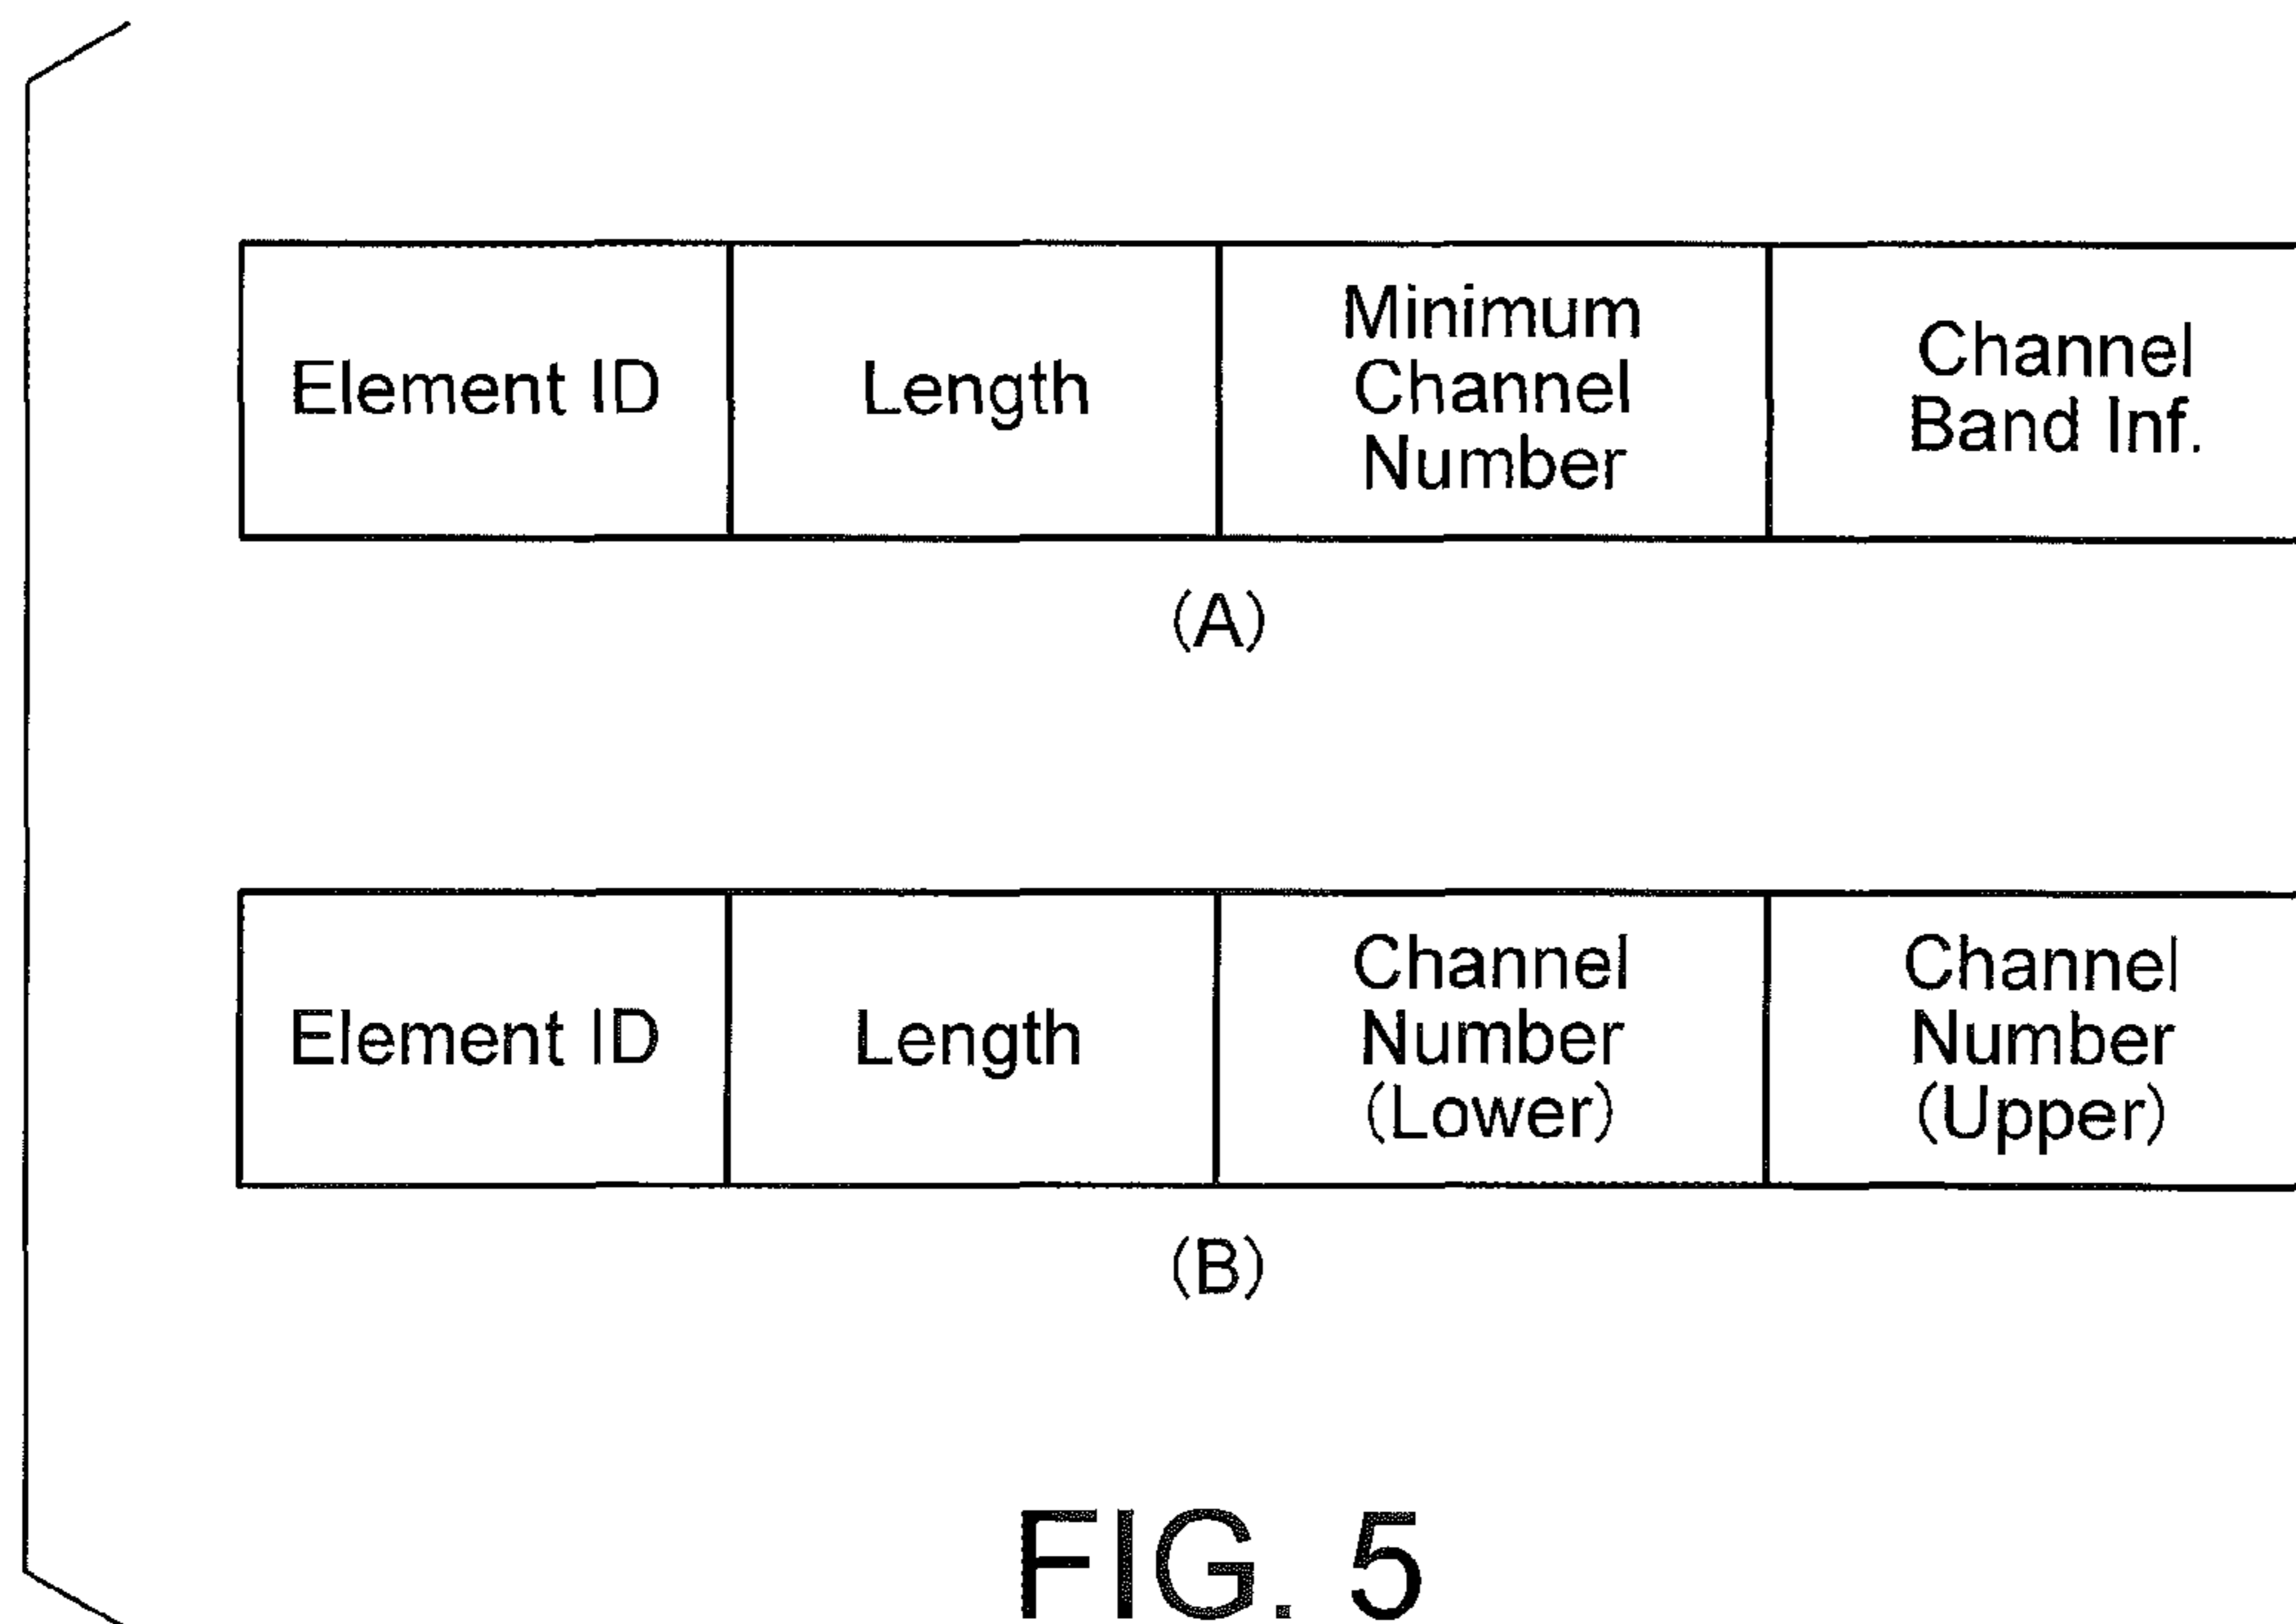 Element ID
Length
Minimum
Channel
Number
Channel
Band Inf.
(A)
Element ID
Length
Channel
Number
(Lower)
Channel
Number
(Upper)
(B)
FIG. 5